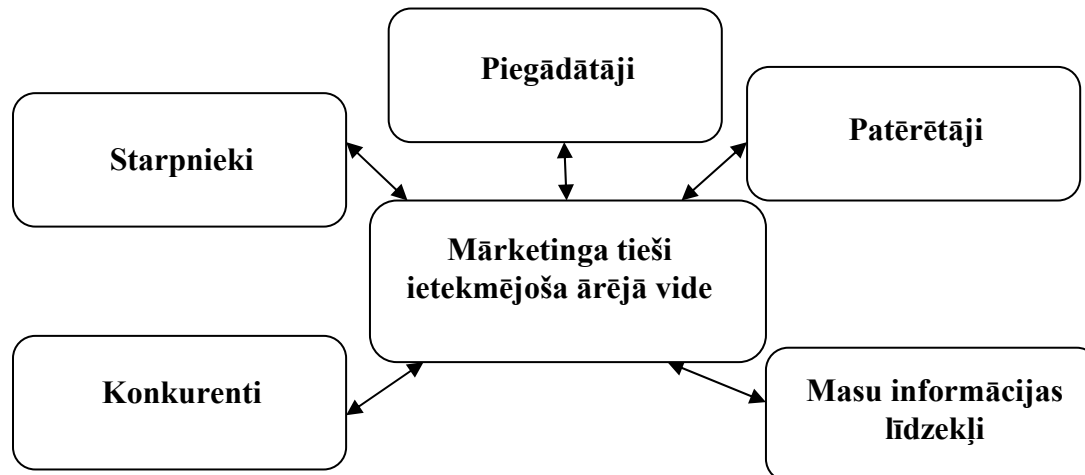 Piegādātāji
Starpnieki
Patērētāji
Mārketinga tieši
ietekmējoša ārējā vide
Konkurenti
Masu informācijas
līdzekļi